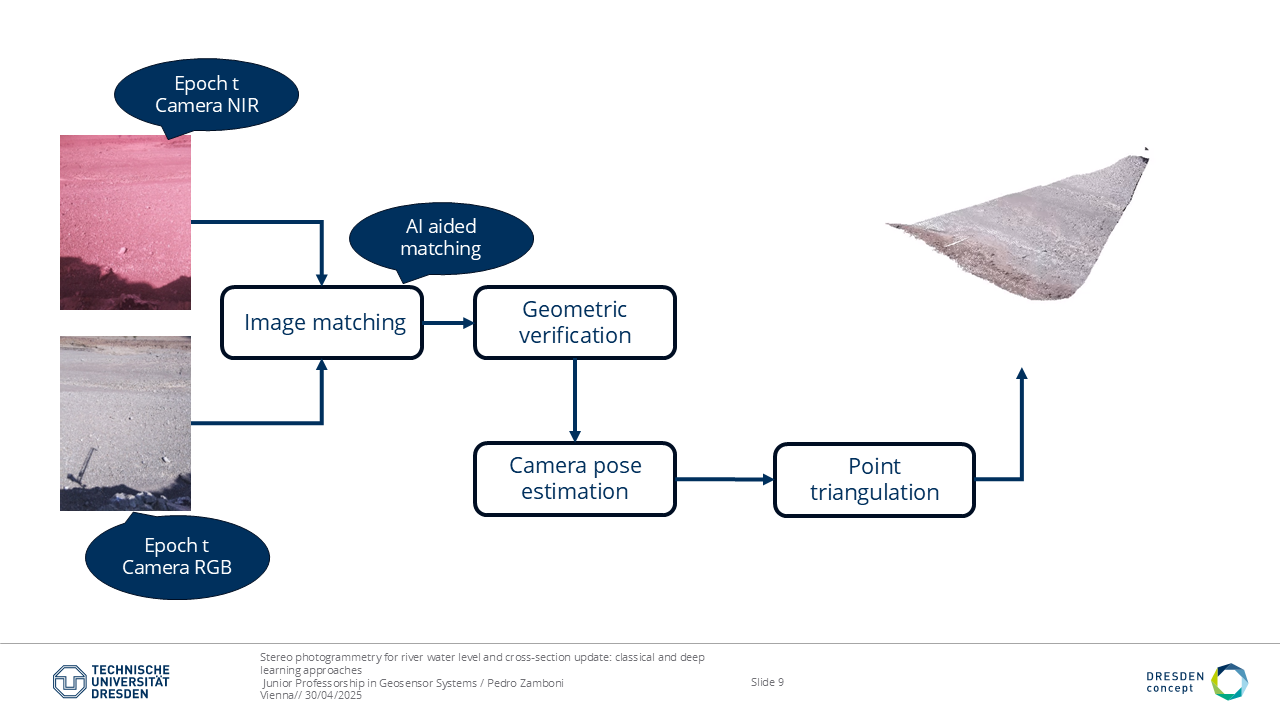 Epoch t
Camera NIR
AI aided
matching
Image matching
Geometric
verification
Camera pose
estimation
Point
triangulation
Epoch t
Camera RGB
TECHNISCHE
UNIVERSITÄT
DRESDEN
Stereo photogrammetry for river water level and cross-section update: classical and deep
learning approaches
Junior Professorship in Geosensor Systems / Pedro Zamboni
Vienna// 30/04/2025
Slide 9
DRESDEN
concept